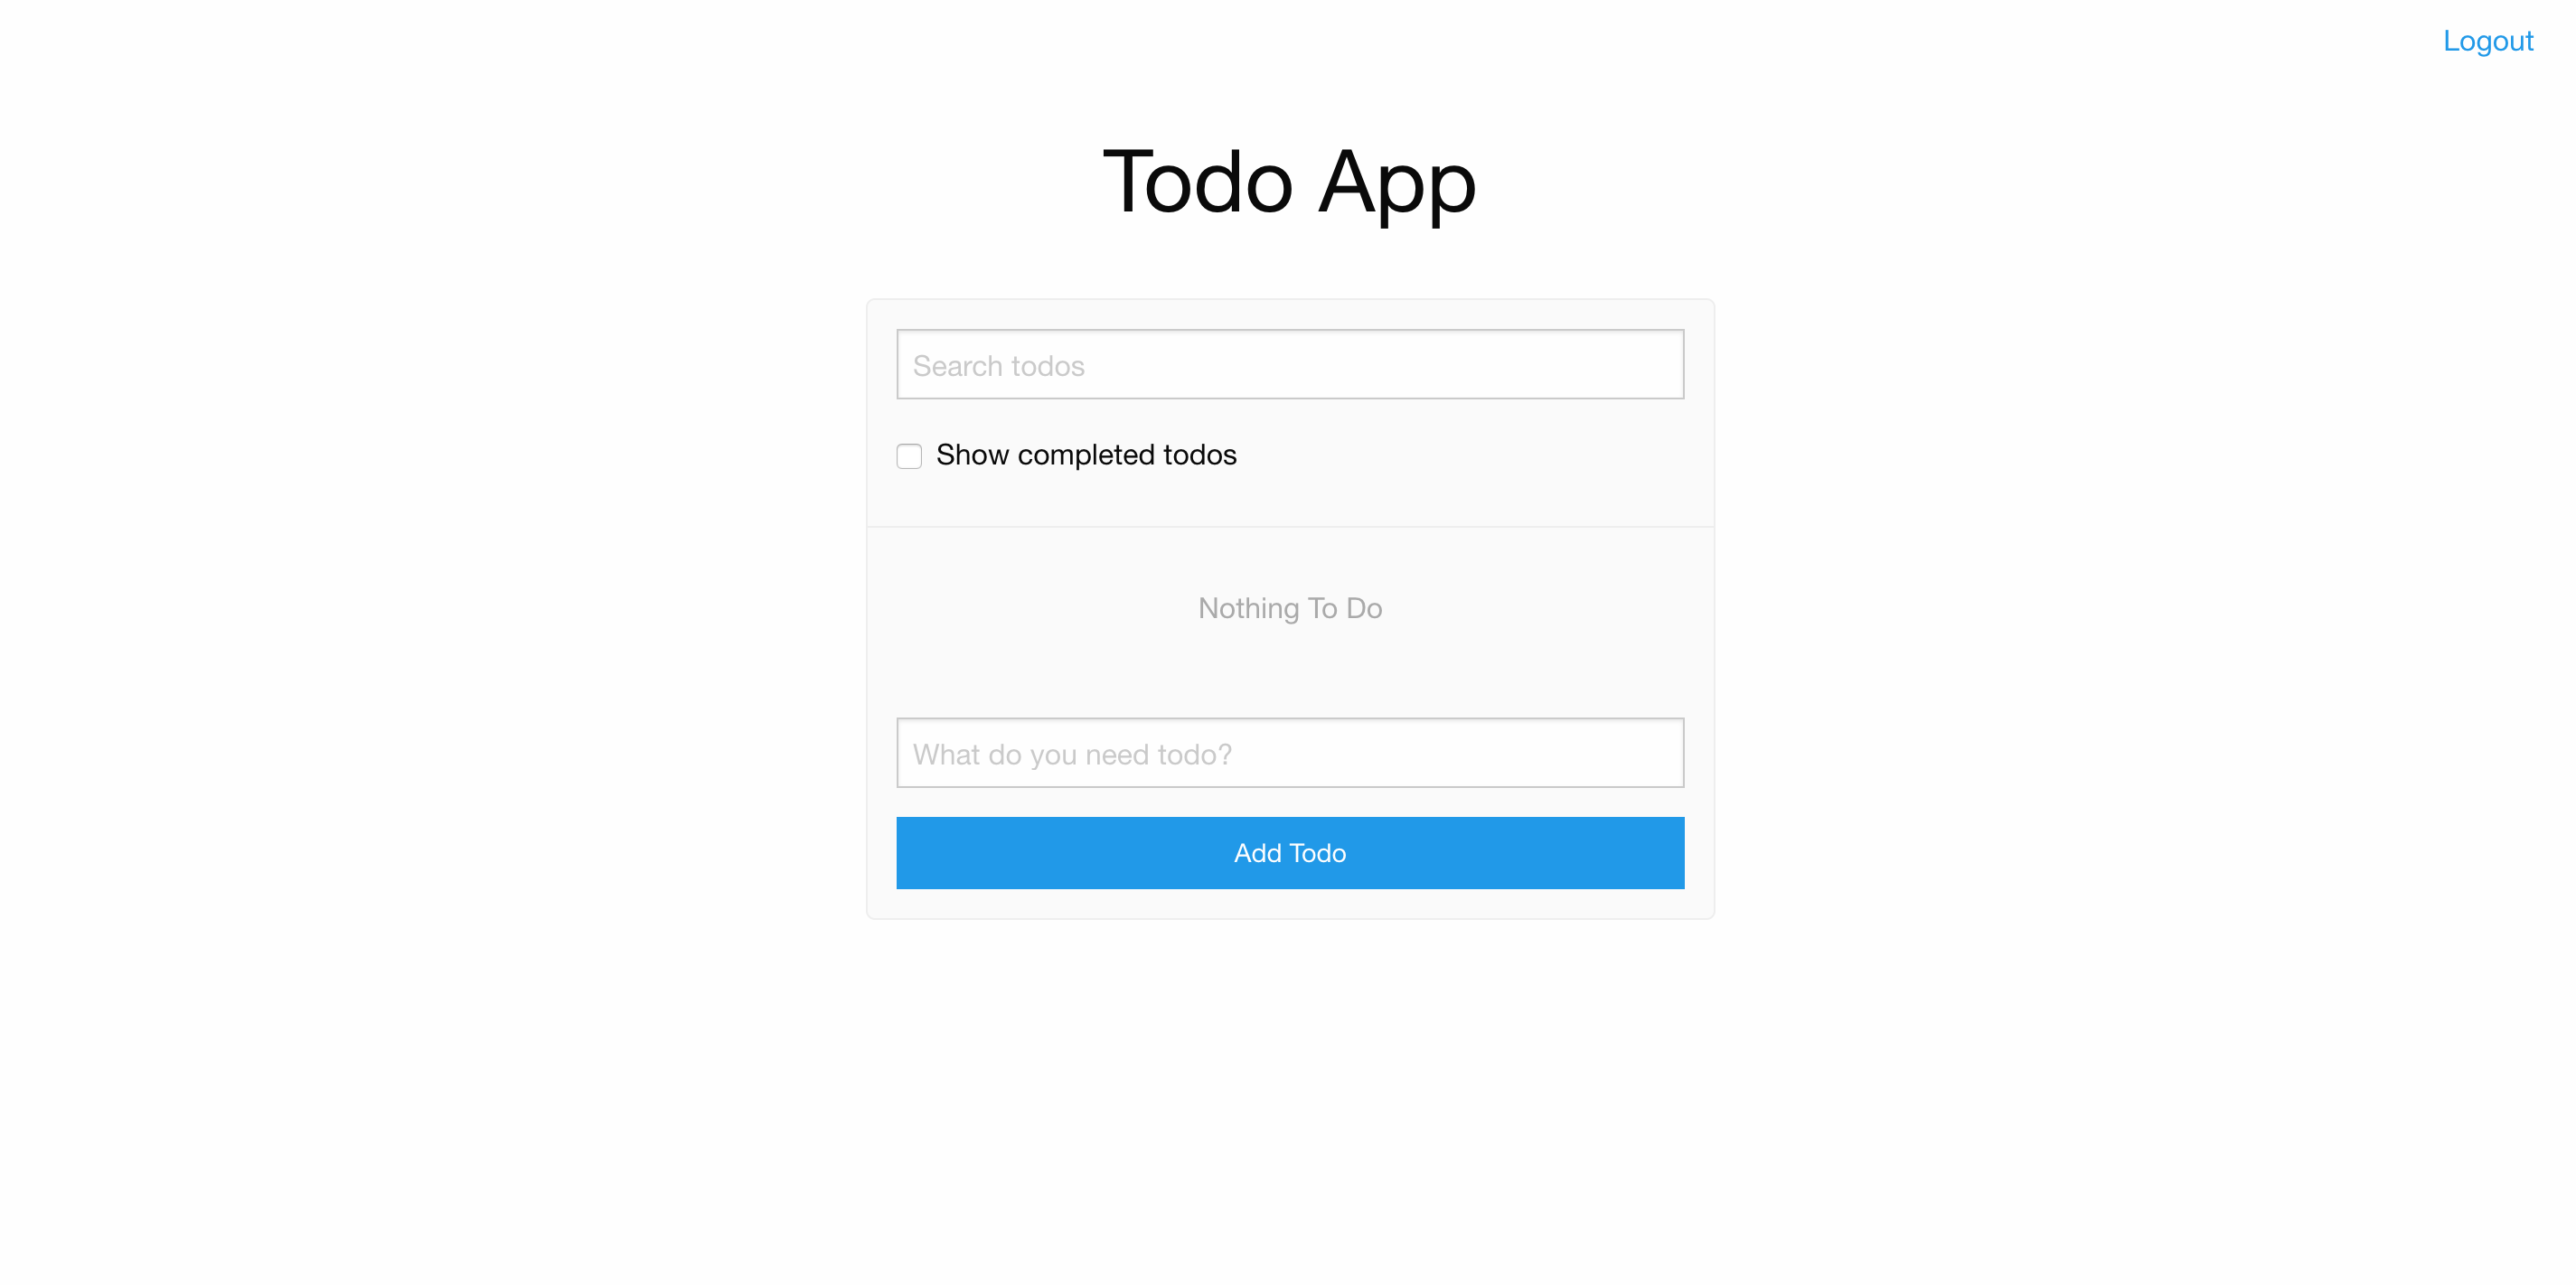 Logout
Todo App
Search todos
Show completed todos
Nothing To Do
What do you need todo?
Add Todo